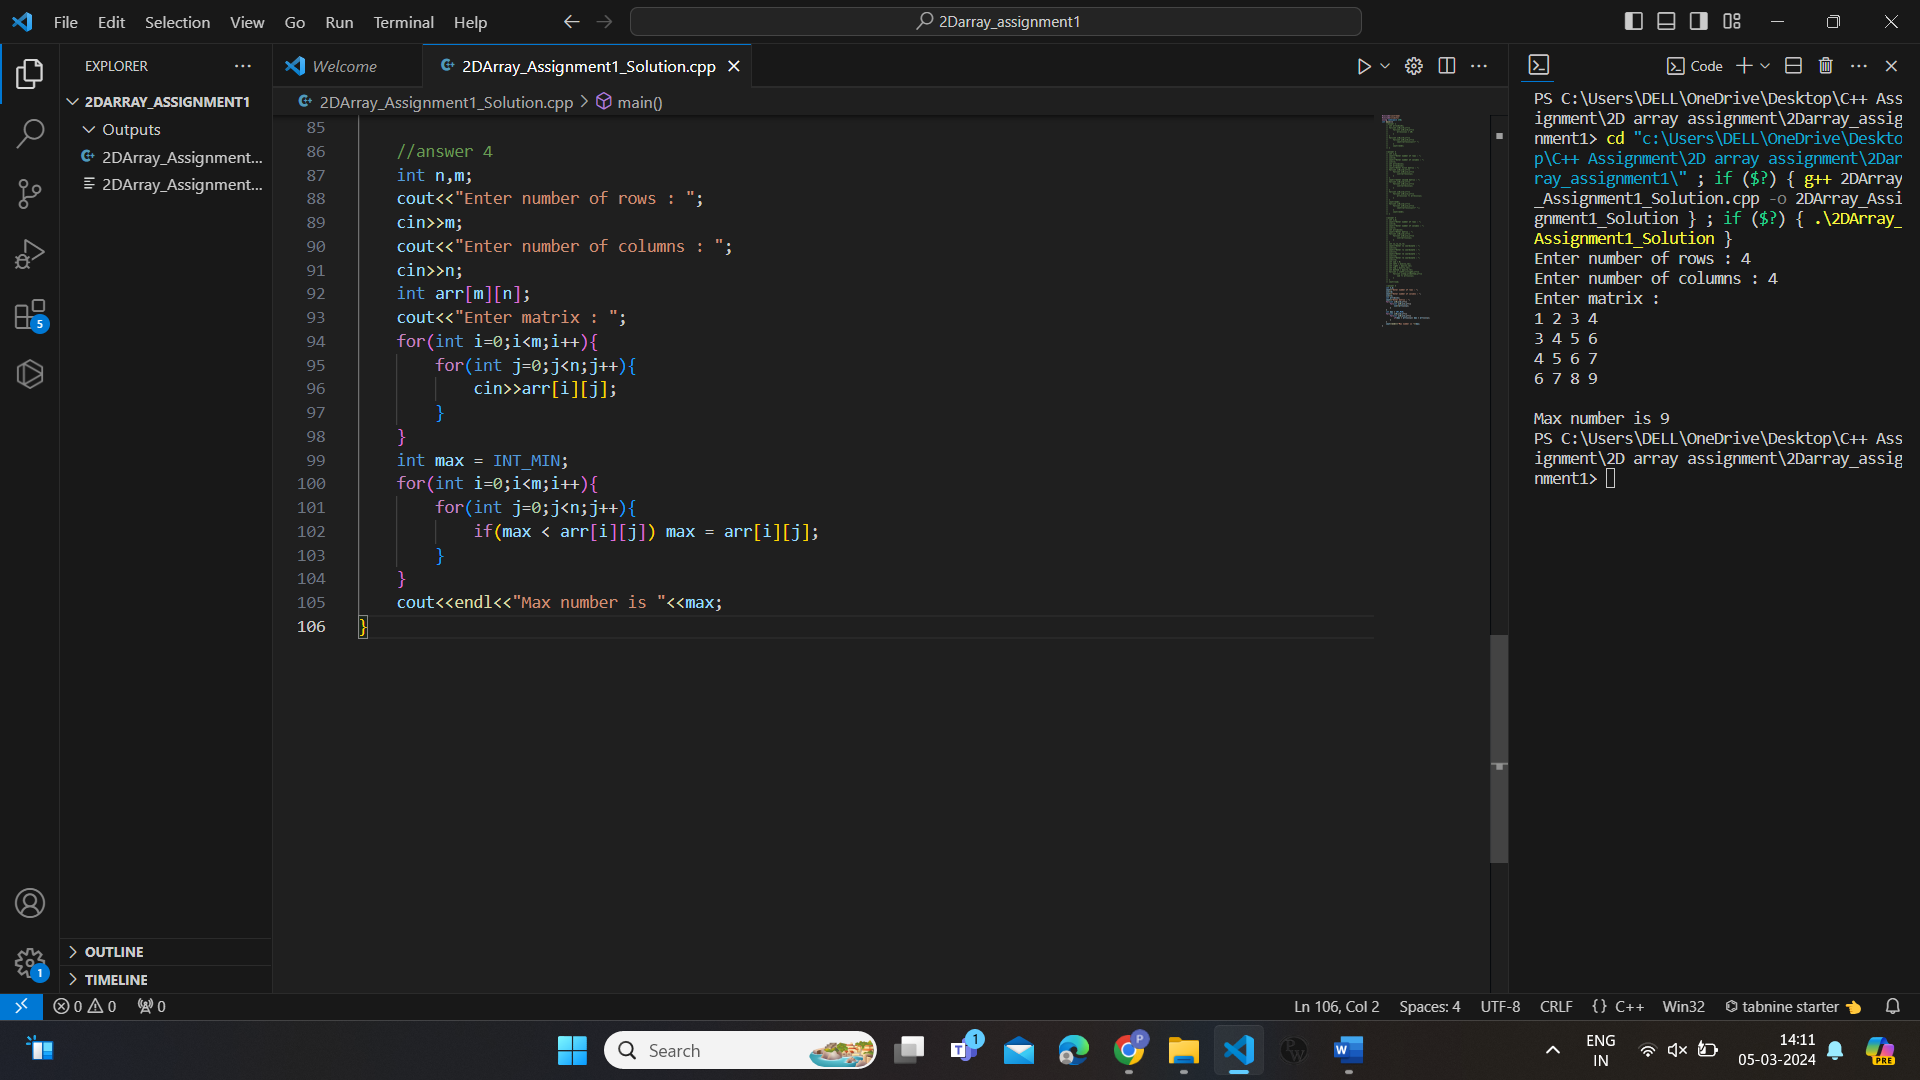 File Edit Selection View Go Run Terminal Help
2Darray_assignment1
EXPLORER
2DARRAY_ASSIGNMENT1
Outputs
2DArray_Assignment...
2DArray_Assignment...
OUTLINE
TIMELINE
5
1
Welcome
2DArray_Assignment1_Solution.cpp
2DArray_Assignment1_Solution.cpp > main()
85
86 //answer 4
87 int n,m;
88 cout<<"Enter number of rows : ";
89 cin>>m;
90 cout<<"Enter number of columns : ";
91 cin>>n;
92 int arr[m][n];
93 cout<<"Enter matrix : ";
94 for(int i=0;i<m;i++){
95 for(int j=0;j<n;j++){
96 cin>>arr[i][j];
97 }
98 }
99 int max = INT_MIN;
100 for(int i=0;i<m;i++){
101 for(int j=0;j<n;j++){
102 if(max < arr[i][j]) max = arr[i][j];
103 }
104 }
105 cout<<endl<<"Max number is "<<max;
106 }
Code
PS C:\Users\DELL\OneDrive\Desktop\C++ Ass
ignment\2D array assignment\2Darray_assig
nment1> cd "c:\Users\DELL\OneDrive\Deskto
p\C++ Assignment\2D array assignment\2Dar
ray_assignment1\" ; if ($?) { g++ 2DArray
_Assignment1_Solution.cpp -o 2DArray_Assi
gnment1_Solution } ; if ($?) { .\2DArray_
Assignment1_Solution }
Enter number of rows : 4
Enter number of columns : 4
Enter matrix :
1 2 3 4
3 4 5 6
4 5 6 7
6 7 8 9
Max number is 9
PS C:\Users\DELL\OneDrive\Desktop\C++ Ass
ignment\2D array assignment\2Darray_assig
nment1>
0 0 0
Ln 106, Col 2 Spaces: 4 UTF-8 CRLF {} C++ Win32 tabnine starter
Search
1
P
W
PRE
ENG
IN
14:11
05-03-2024